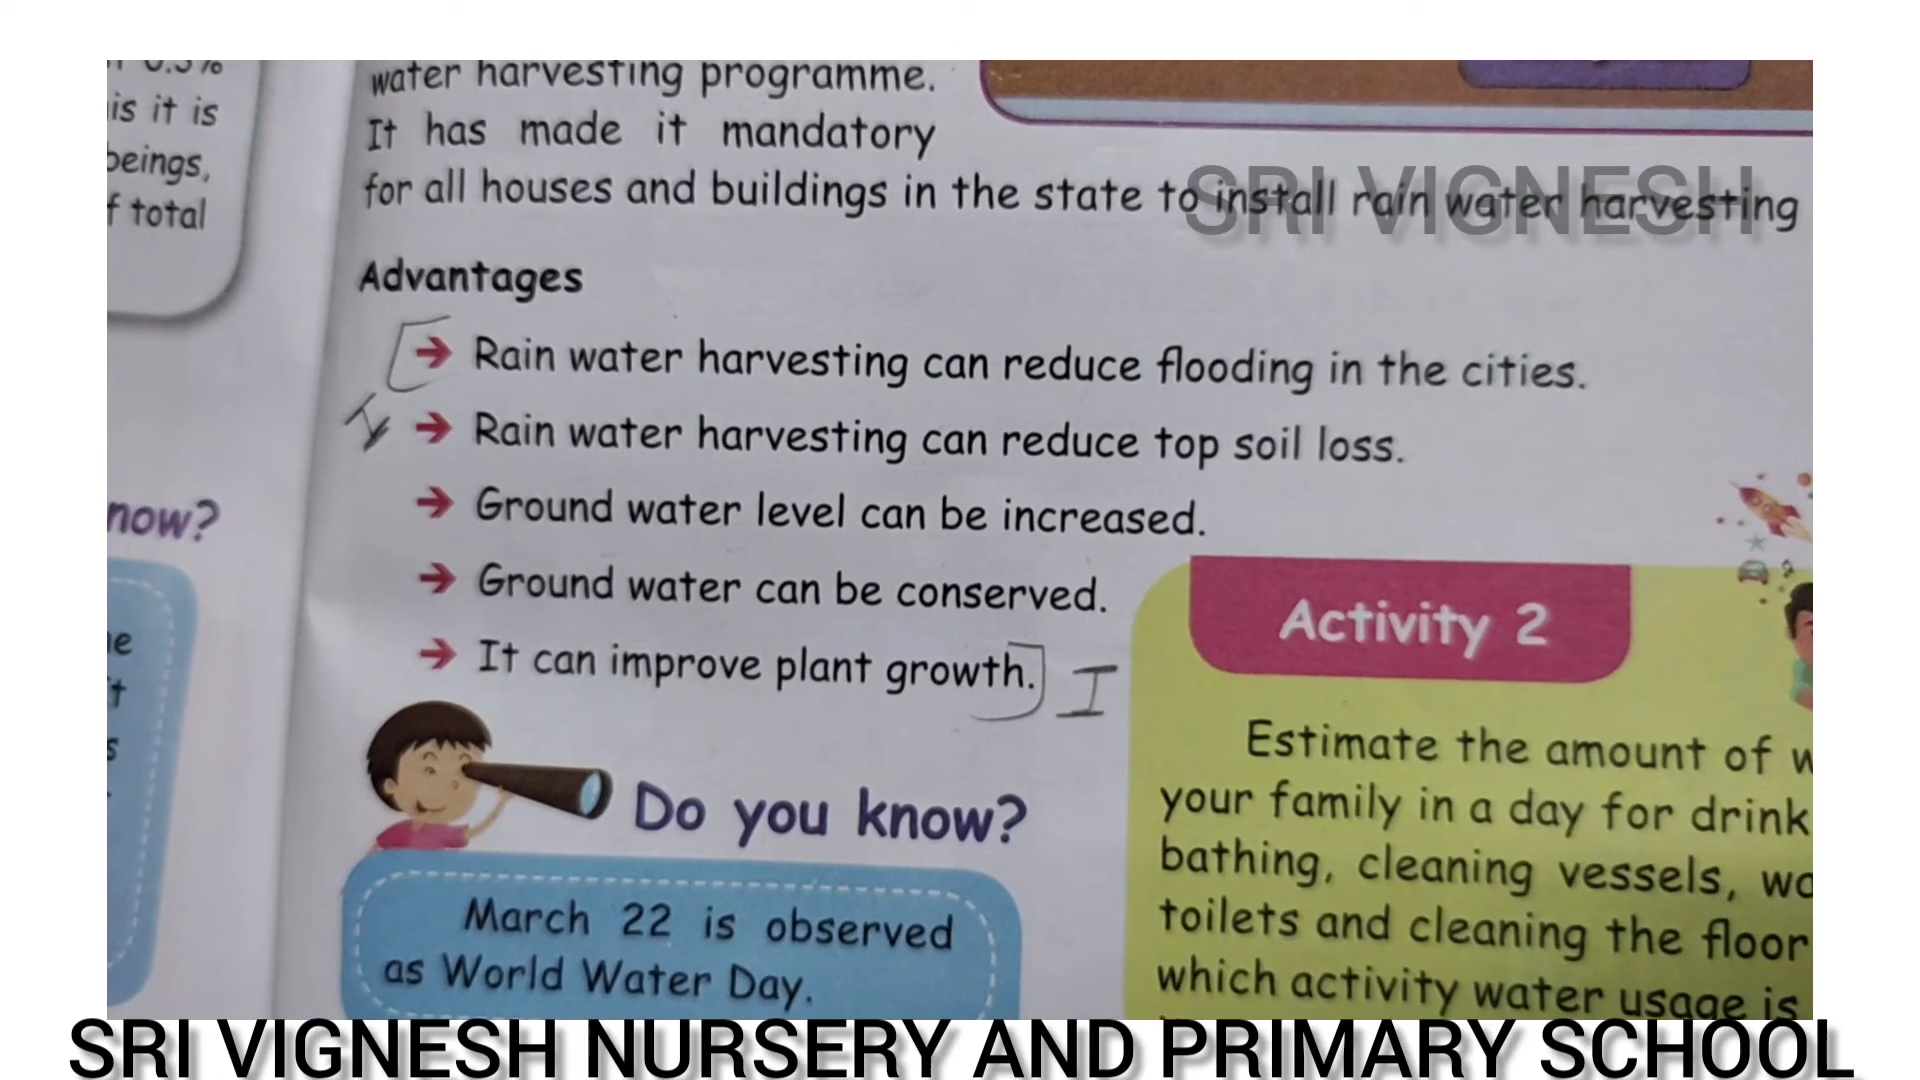 is it is
beings,
f total
now?
water harvesting programme.
It has made it mandatory
for all houses and buildings in the state to install rain water harvesting
SRI VIGNESH
Advantages
→ Rain water harvesting can reduce flooding in the cities.
→ Rain water harvesting can reduce top soil loss.
→ Ground water level can be increased.
→ Ground water can be conserved.
→ It can improve plant growth.
I
Do you know?
March 22 is observed
as World Water Day.
Activity 2
Estimate the amount of w
your family in a day for drink
bathing, cleaning vessels, wa
toilets and cleaning the floor
which activity water usage is
SRI VIGNESH NURSERY AND PRIMARY SCHOOL